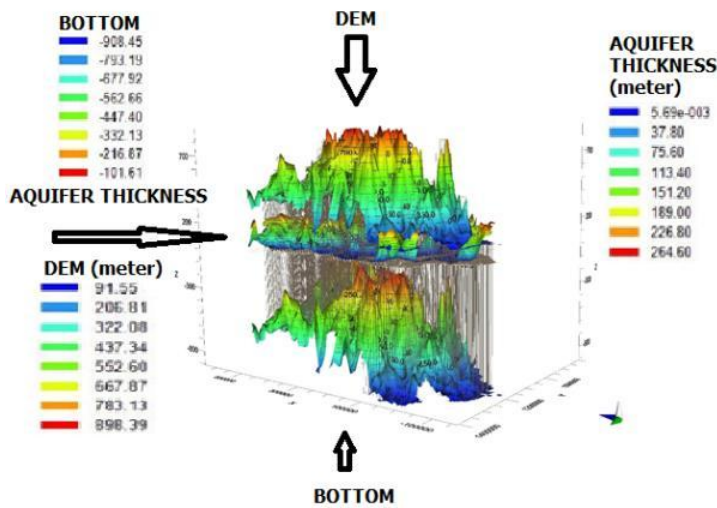 BOTTOM
-908.45
-793.19
-677.92
-562.66
-447.40
-332.13
-216.87
-101.61
DEM
AQUIFER
THICKNESS
(meter)
5.69e-003
37.80
75.60
113.40
151.20
189.00
226.80
264.60
AQUIFER THICKNESS
DEM (meter)
91.55
206.81
322.08
437.34
552.60
667.87
783.13
898.39
700
200
Z
BOTTOM